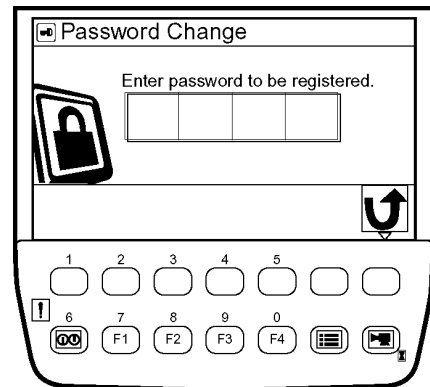 Password Change
Enter password to be registered.
1 2 3 4 5
6 7 8 9 0
F1 F2 F3 F4